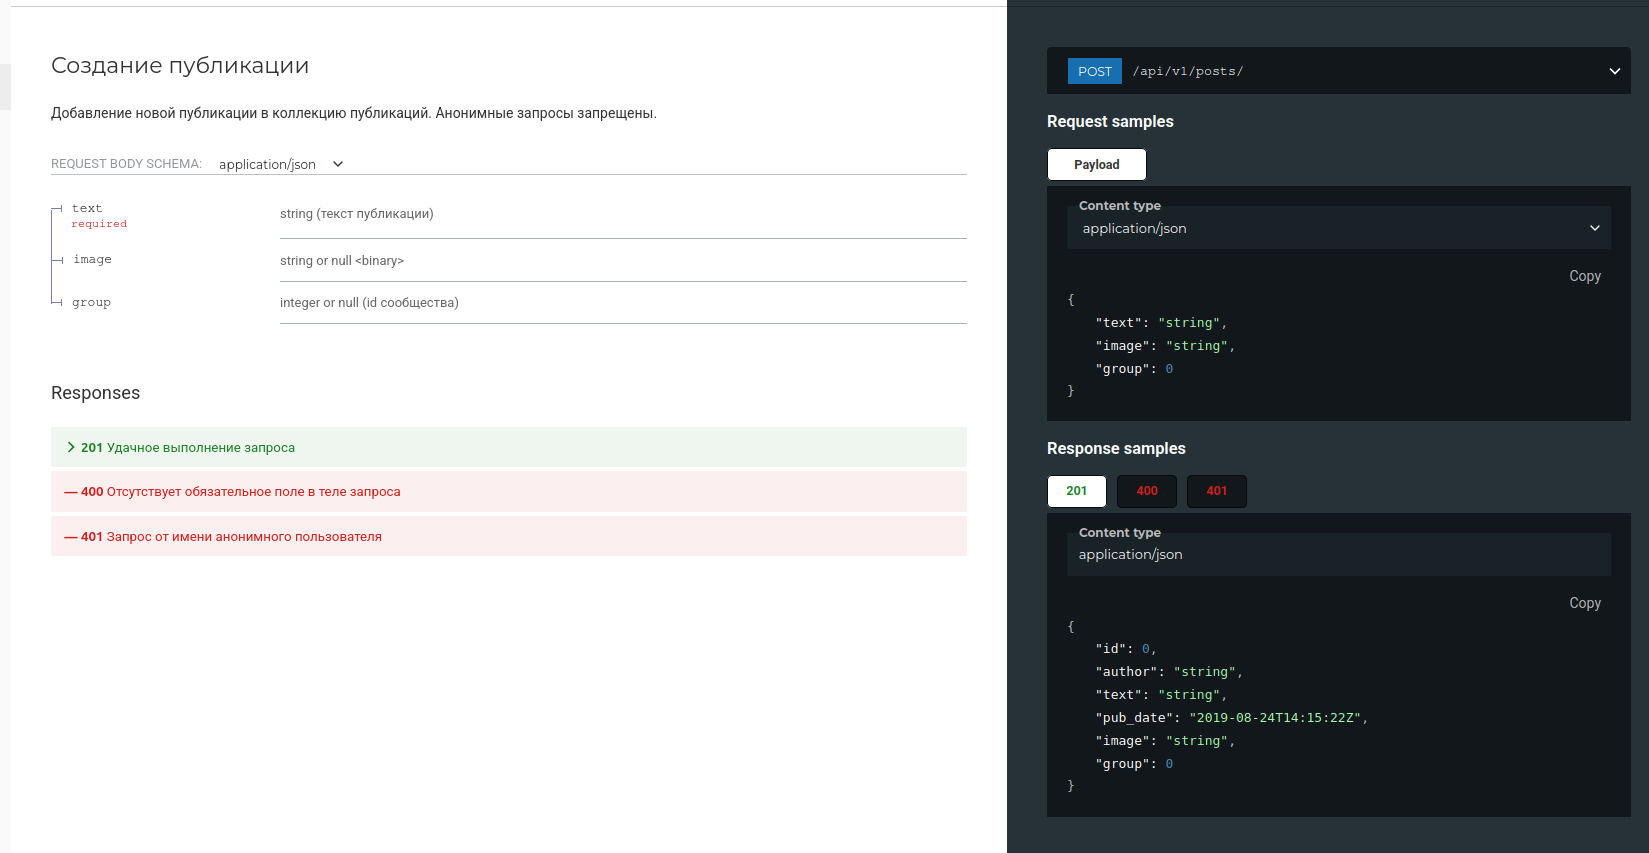 Создание публикации
Добавление новой публикации в коллекцию публикаций. Анонимные запросы запрещены.
REQUEST BODY SCHEMA: application/json
text
required
string (текст публикации)
image
string or null <binary>
group
integer or null (id сообщества)
Responses
201 Удачное выполнение запроса
— 400 Отсутствует обязательное поле в теле запроса
— 401 Запрос от имени анонимного пользователя
POST /api/v1/posts/
Request samples
Payload
Content type
application/json
Copy
{
"text": "string",
"image": "string",
"group": 0
}
Response samples
201 400 401
Content type
application/json
Copy
{
"id": 0,
"author": "string",
"text": "string",
"pub_date": "2019-08-24T14:15:22Z",
"image": "string",
"group": 0
}